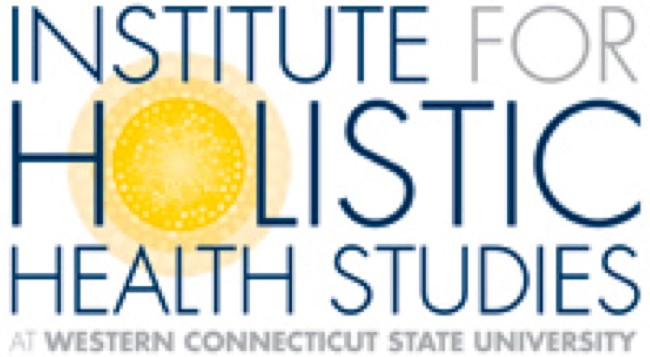 INSTITUTE FOR
HOLISTIC
HEALTH STUDIES
AT WESTERN CONNECTICUT STATE UNIVERSITY